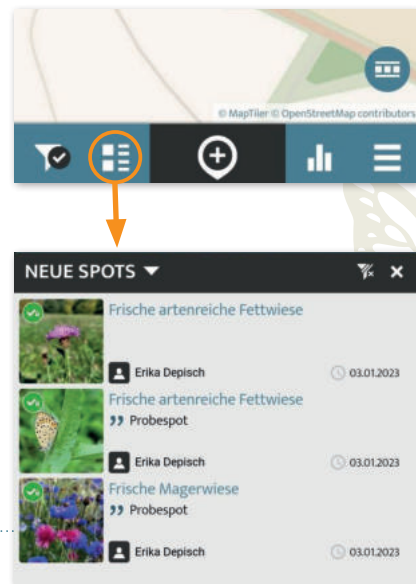 © MapTiler © OpenStreetMap contributors
NEUE SPOTS
Frische artenreiche Fettwiese
Erika Depisch 03.01.2023
Frische artenreiche Fettwiese
Probespot
Erika Depisch 03.01.2023
Frische Magerwiese
Probespot
Erika Depisch 03.01.2023